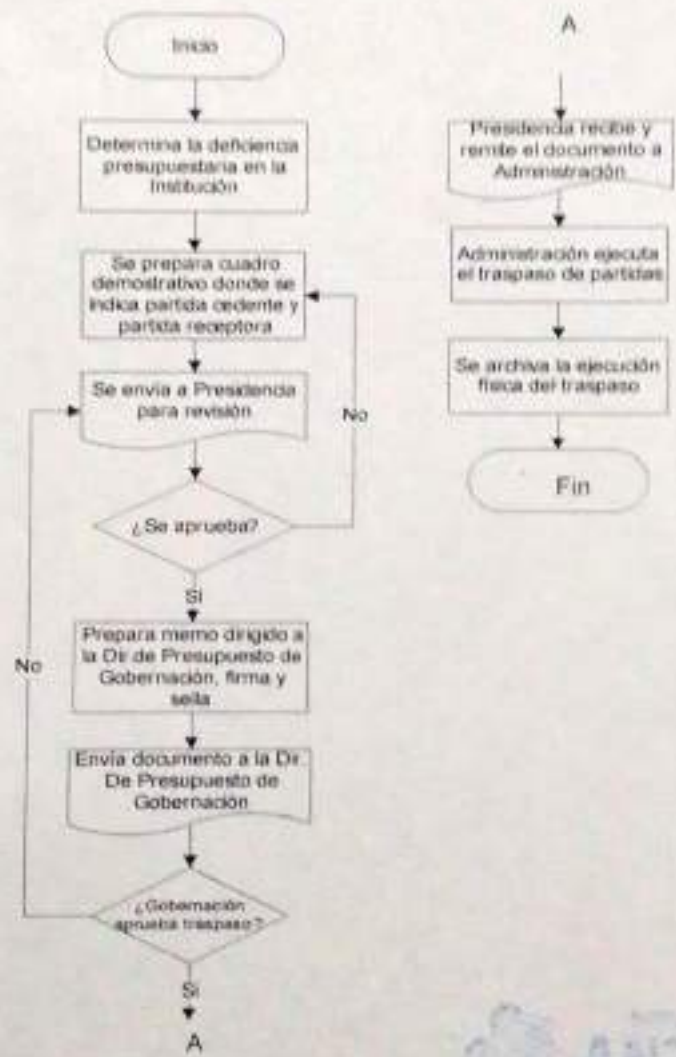 Inicio
Determina la deficiencia
presupuestaria en la
Institución
Se prepara cuadro
demostrativo donde se
indica partida cedente y
partida receptora
Se envía a Presidencia
para revisión
No
¿Se aprueba?
Si
Prepara memo dirigido a
la Dir de Presupuesto de
Gobernación, firma y
sella
No
Envía documento a la Dir.
De Presupuesto de
Gobernación
¿Gobernación
aprueba traspaso?
Si
A
A
Presidencia recibe y
remite el documento a
Administración
Administración ejecuta
el traspaso de partidas
Se archiva la ejecución
física del traspaso
Fin